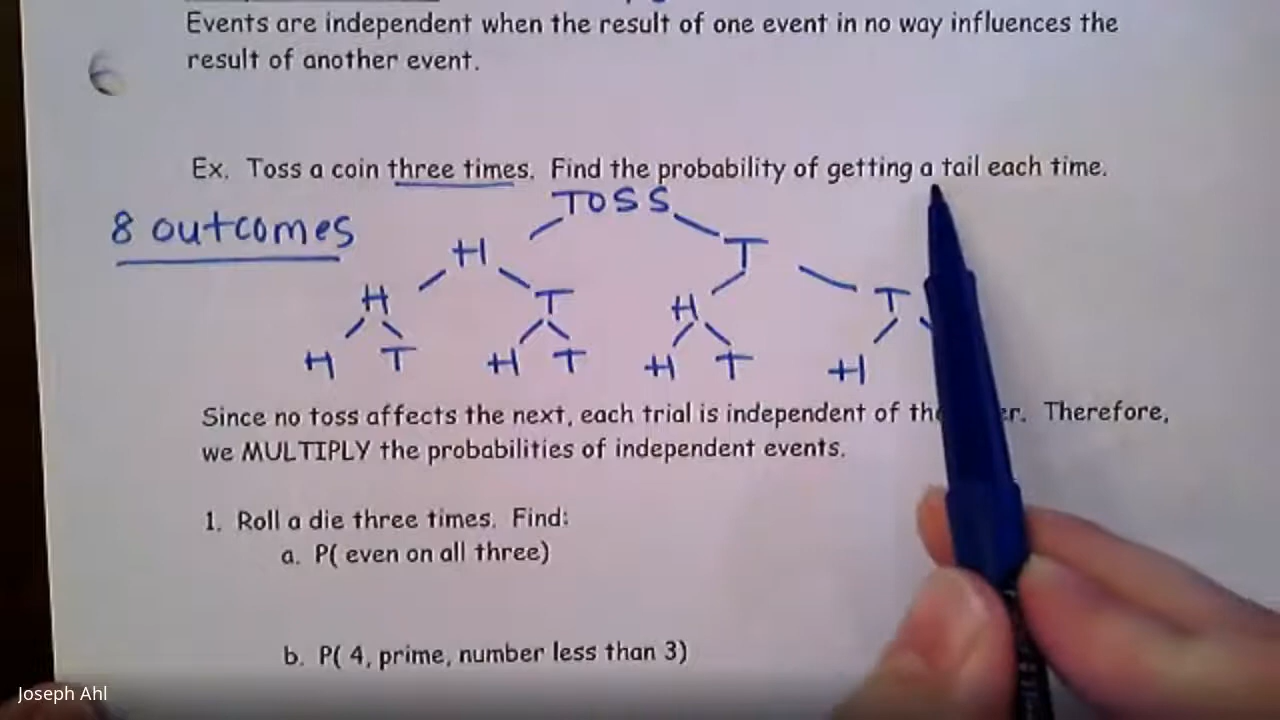 Events are independent when the result of one event in no way influences the
result of another event.
Ex. Toss a coin three times. Find the probability of getting a tail each time.
TOSS
8 outcomes
H T
H T H T
H T H T H T H
Since no toss affects the next, each trial is independent of the er. Therefore,
we MULTIPLY the probabilities of independent events.
1. Roll a die three times. Find:
a. P( even on all three)
b. P( 4, prime, number less than 3)
Joseph Ahl